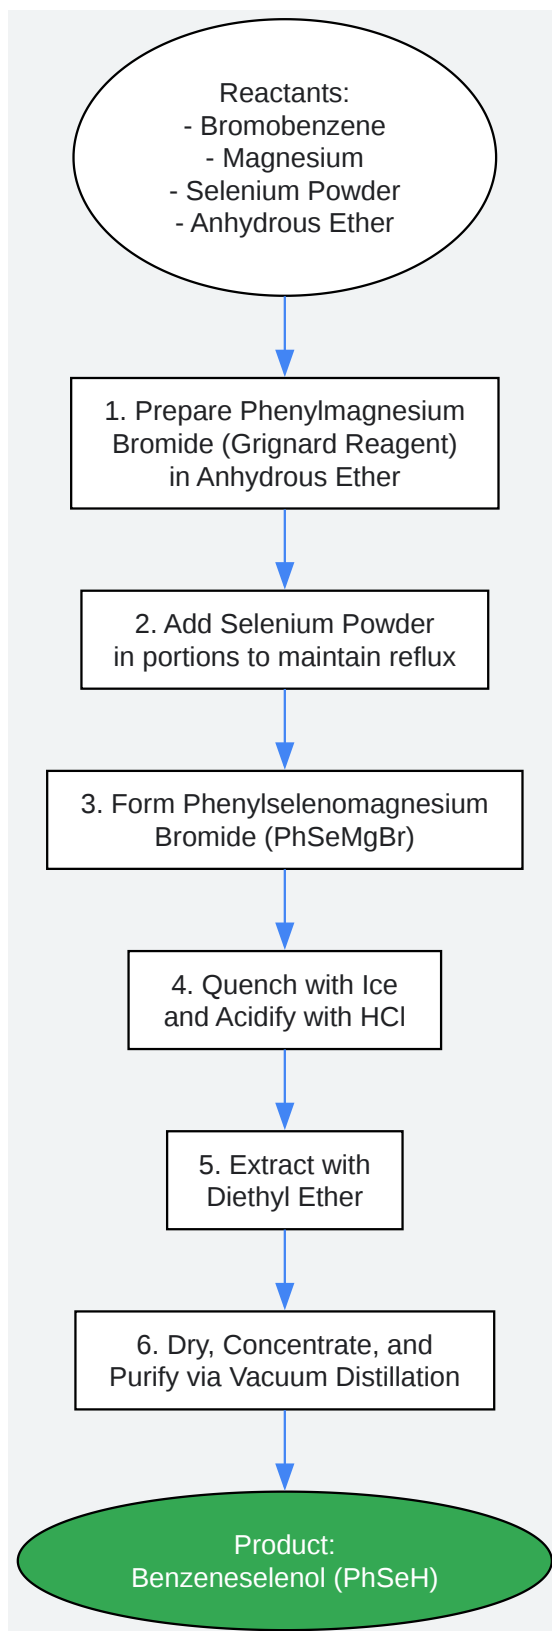 Reactants:
- Bromobenzene
- Magnesium
- Selenium Powder
- Anhydrous Ether
1. Prepare Phenylmagnesium
Bromide (Grignard Reagent)
in Anhydrous Ether
2. Add Selenium Powder
in portions to maintain reflux
3. Form Phenylselenomagnesium
Bromide (PhSeMgBr)
4. Quench with Ice
and Acidify with HCl
5. Extract with
Diethyl Ether
6. Dry, Concentrate, and
Purify via Vacuum Distillation
Product:
Benzeneselenol (PhSeH)